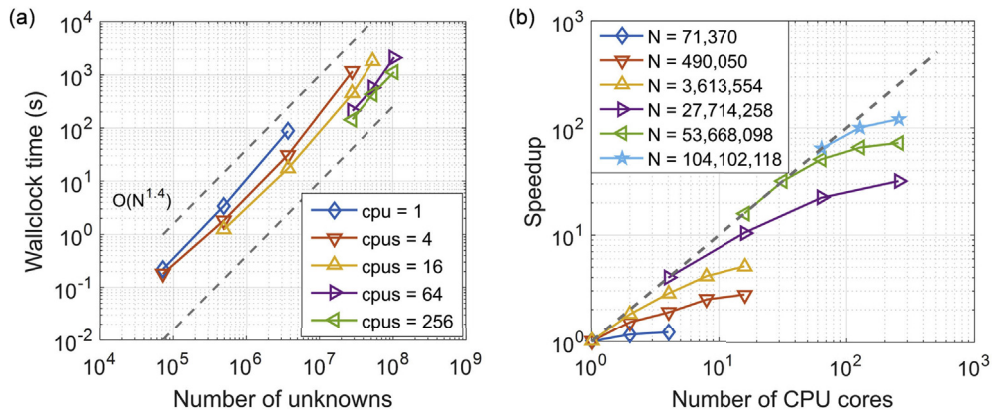 (a)
Wallclock time (s)
10^4
10^3
10^2
10^1
10^0
10^-1
10^-2
O(N^1.4)
cpu = 1
cpus = 4
cpus = 16
cpus = 64
cpus = 256
10^4 10^5 10^6 10^7 10^8 10^9
Number of unknowns
(b)
Speedup
10^3
10^2
10^1
10^0
N = 71,370
N = 490,050
N = 3,613,554
N = 27,714,258
N = 53,668,098
N = 104,102,118
10^0 10^1 10^2 10^3
Number of CPU cores